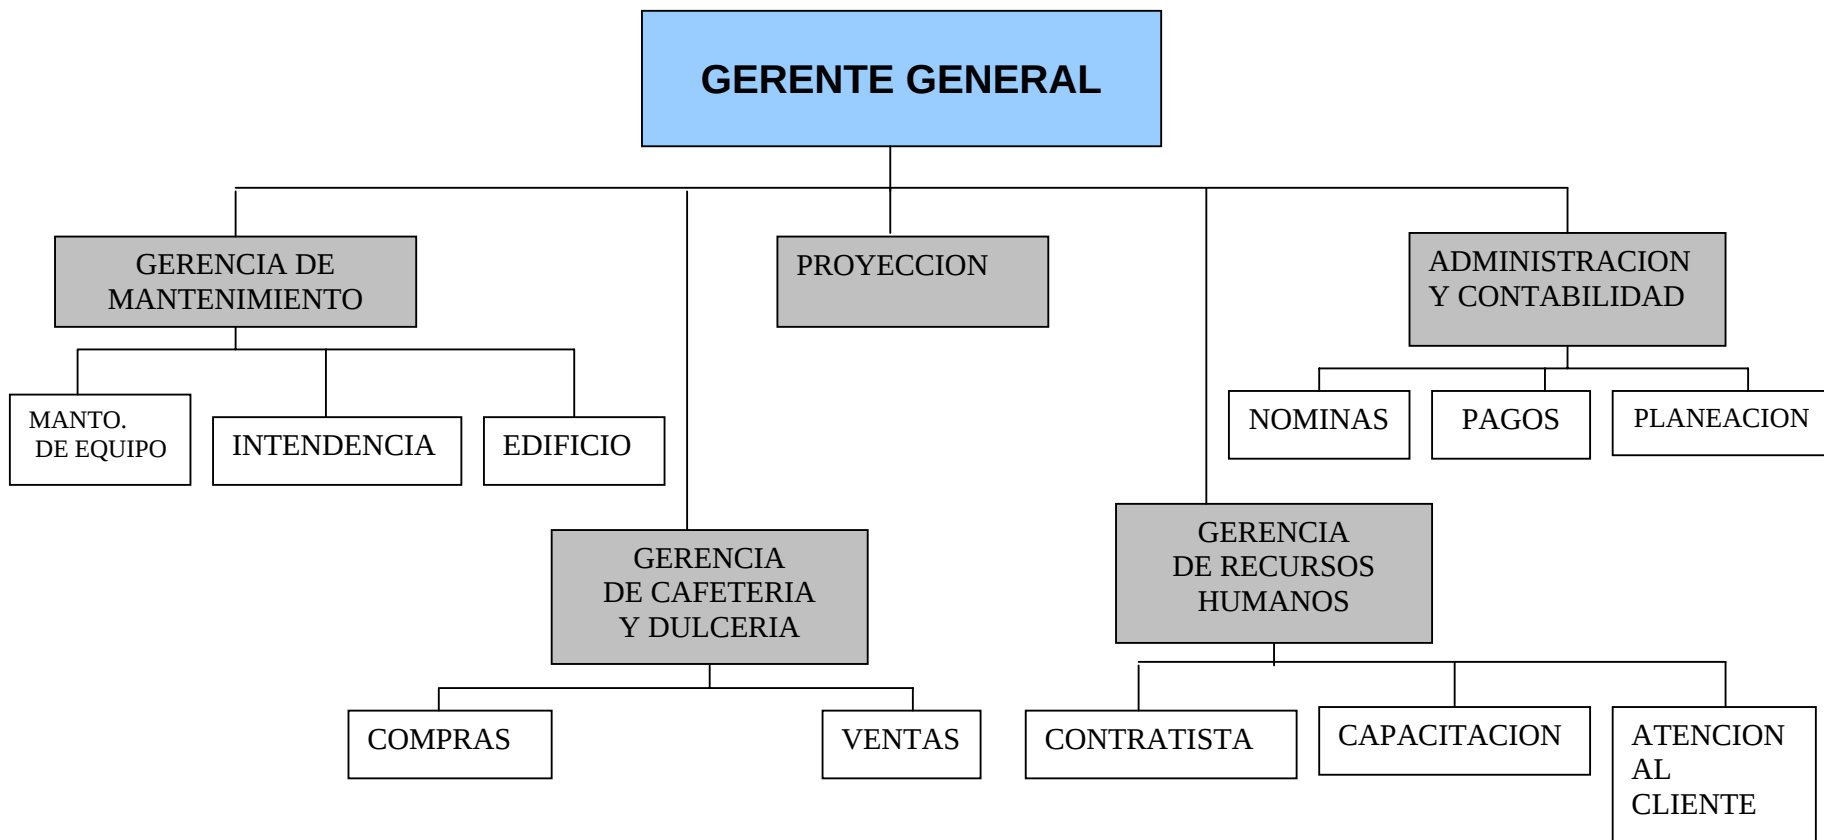 GERENTE GENERAL
GERENCIA DE
MANTENIMIENTO
PROYECCION
ADMINISTRACION
Y CONTABILIDAD
MANTO.
DE EQUIPO
INTENDENCIA
EDIFICIO
NOMINAS
PAGOS
PLANEACION
GERENCIA
DE CAFETERIA
Y DULCERIA
GERENCIA
DE RECURSOS
HUMANOS
COMPRAS
VENTAS
CONTRATISTA
CAPACITACION
ATENCION
AL
CLIENTE